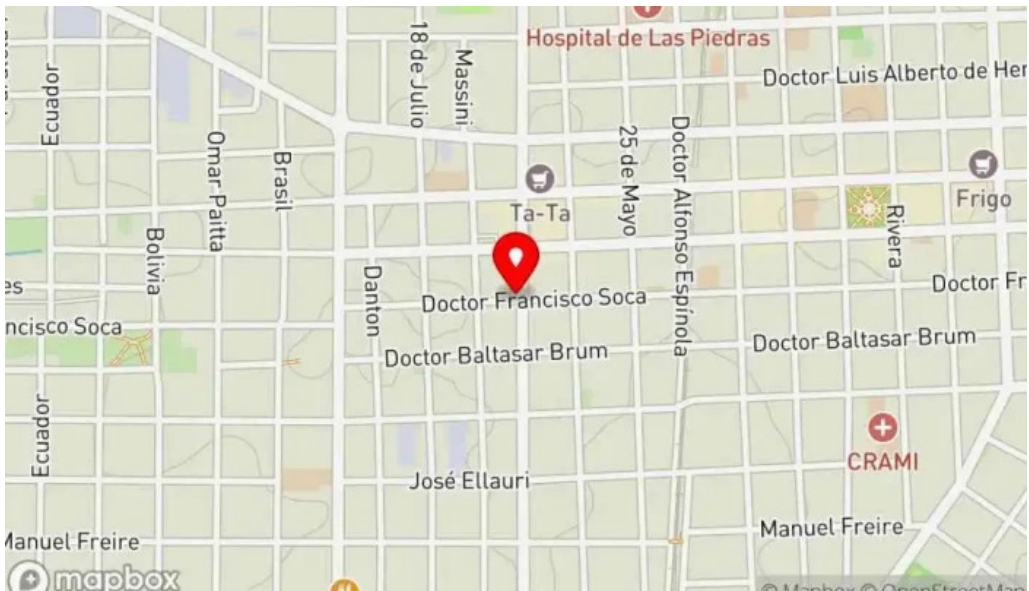 Hospital de Las Piedras
18 de Julio
Massini
Doctor Luis Alberto de Her
Ecuador
Omar Paitta
Brasil
25 de Mayo
Doctor Alfonso Espínola
Ta-Ta
Frigo
Rivera
Bolivia
Danton
es
Doctor Francisco Soca
Doctor Fr
ncisco Soca
Doctor Baltasar Brum
Doctor Baltasar Brum
Ecuador
CRAMI
José Ellauri
Manuel Freire
Manuel Freire
mapbox
© Mapbox © OpenStreetMap